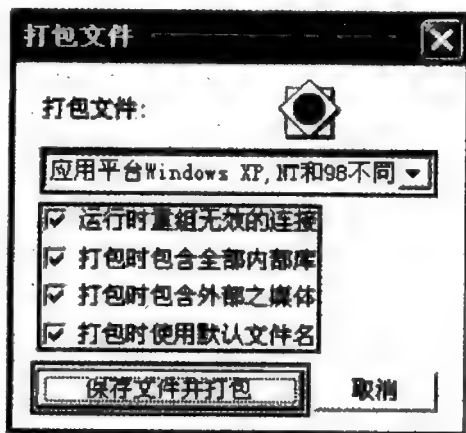 打包文件
打包文件:
应用平台Windows XP,NT和98不同
运行时重组无效的连接
打包时包含全部内部库
打包时包含外部之媒体
打包时使用默认文件名
保存文件并打包
取消